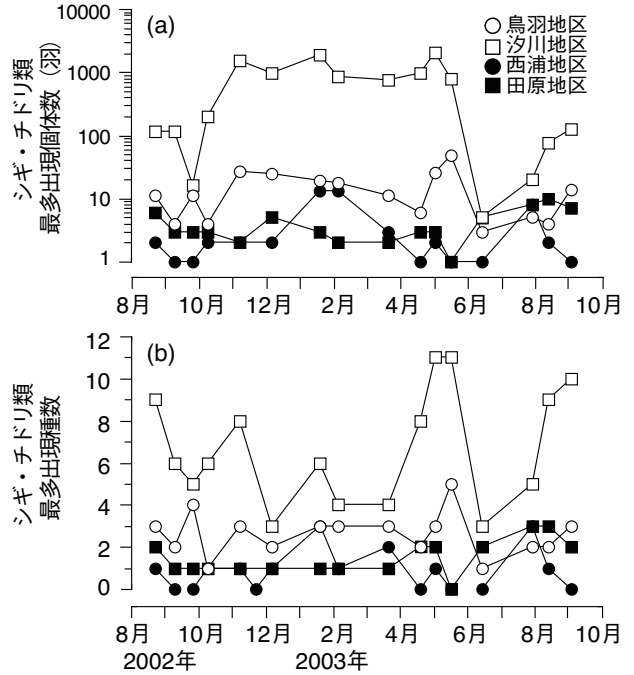 (a)
鳥羽地区
汐川地区
西浦地区
田原地区
シギ・チドリ類
最多出現個体数（羽）
10000
1000
100
10
1
8月 10月 12月 2月 4月 6月 8月 10月
(b)
シギ・チドリ類
最多出現種数
12
10
8
6
4
2
0
8月 10月 12月 2月 4月 6月 8月 10月
2002年 2003年